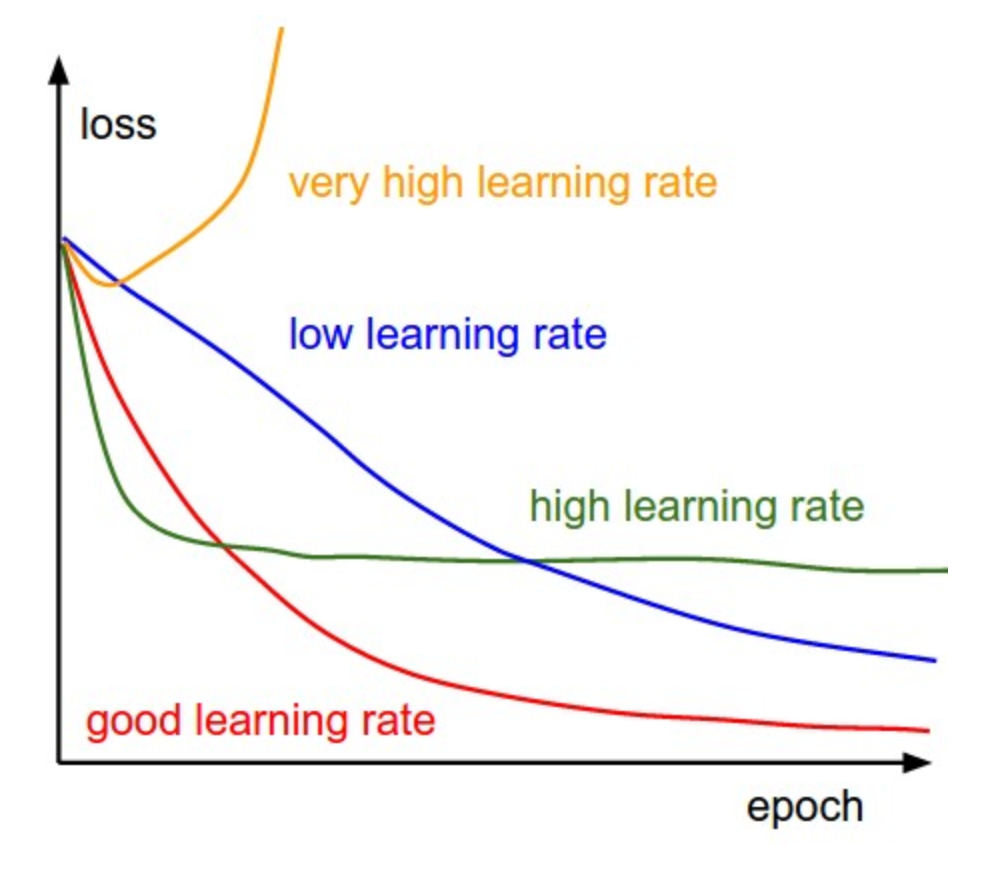 loss
very high learning rate
low learning rate
high learning rate
good learning rate
epoch